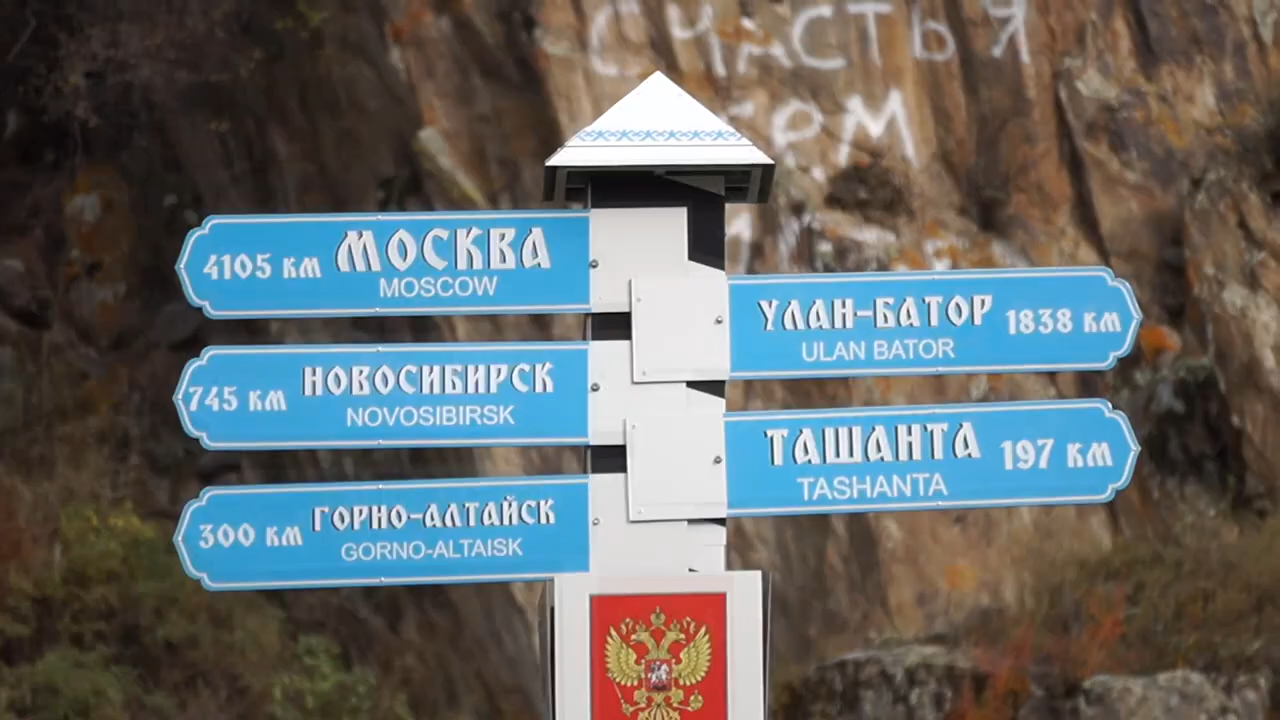 СЧАСТЬЯ
4105 км МОСКВА
MOSCOW
УЛАН-БАТОР 1838 км
ULAN BATOR
745 км НОВОСИБИРСК
NOVOSIBIRSK
ТАШАНТА 197 км
TASHANTA
300 км ГОРНО-АЛТАЙСК
GORNO-ALTAISK